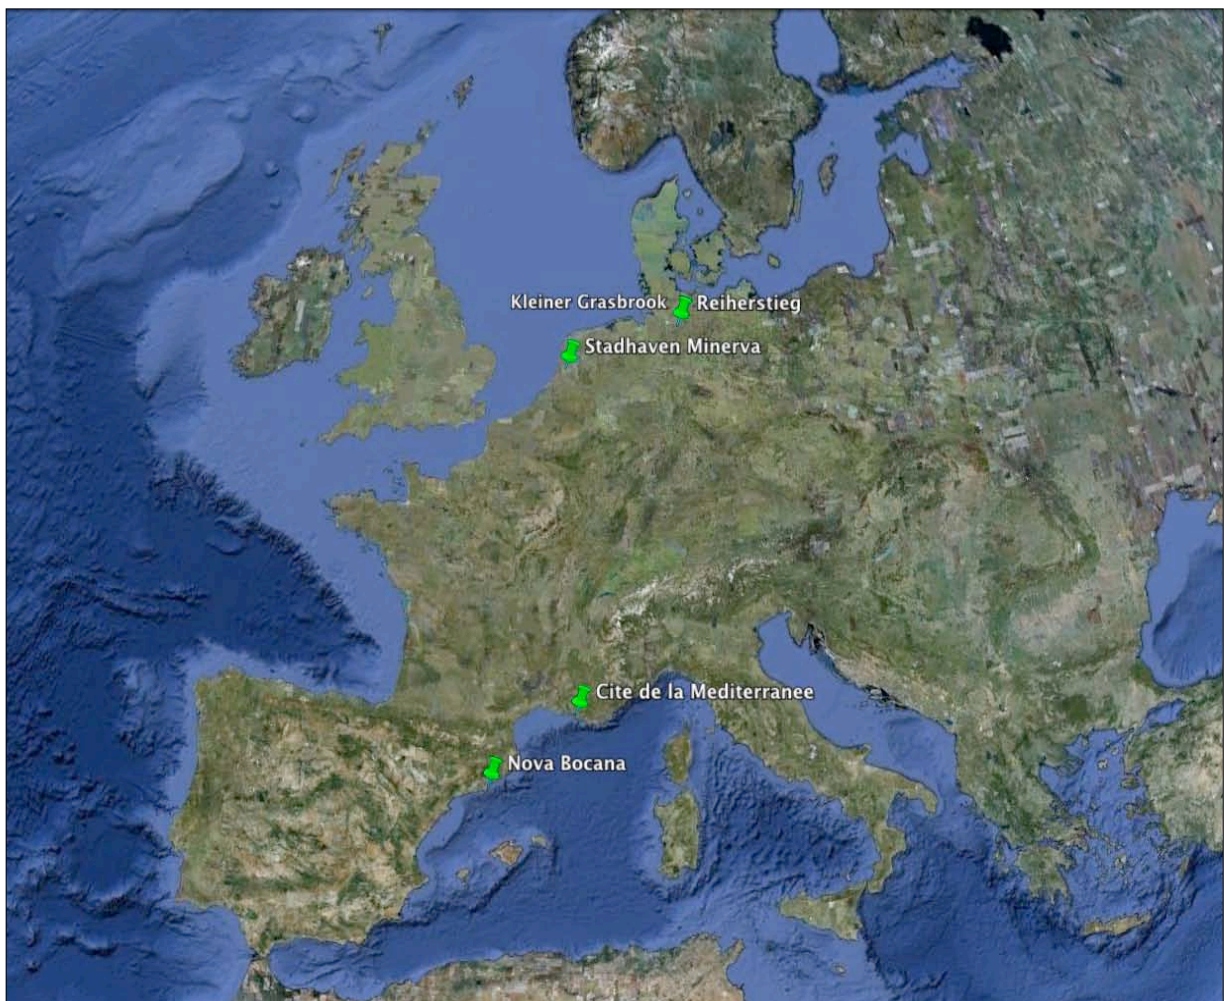 Kleiner Grasbrook Reiherstieg
Stadhaven Minerva
Cite de la Mediterranee
Nova Bocana